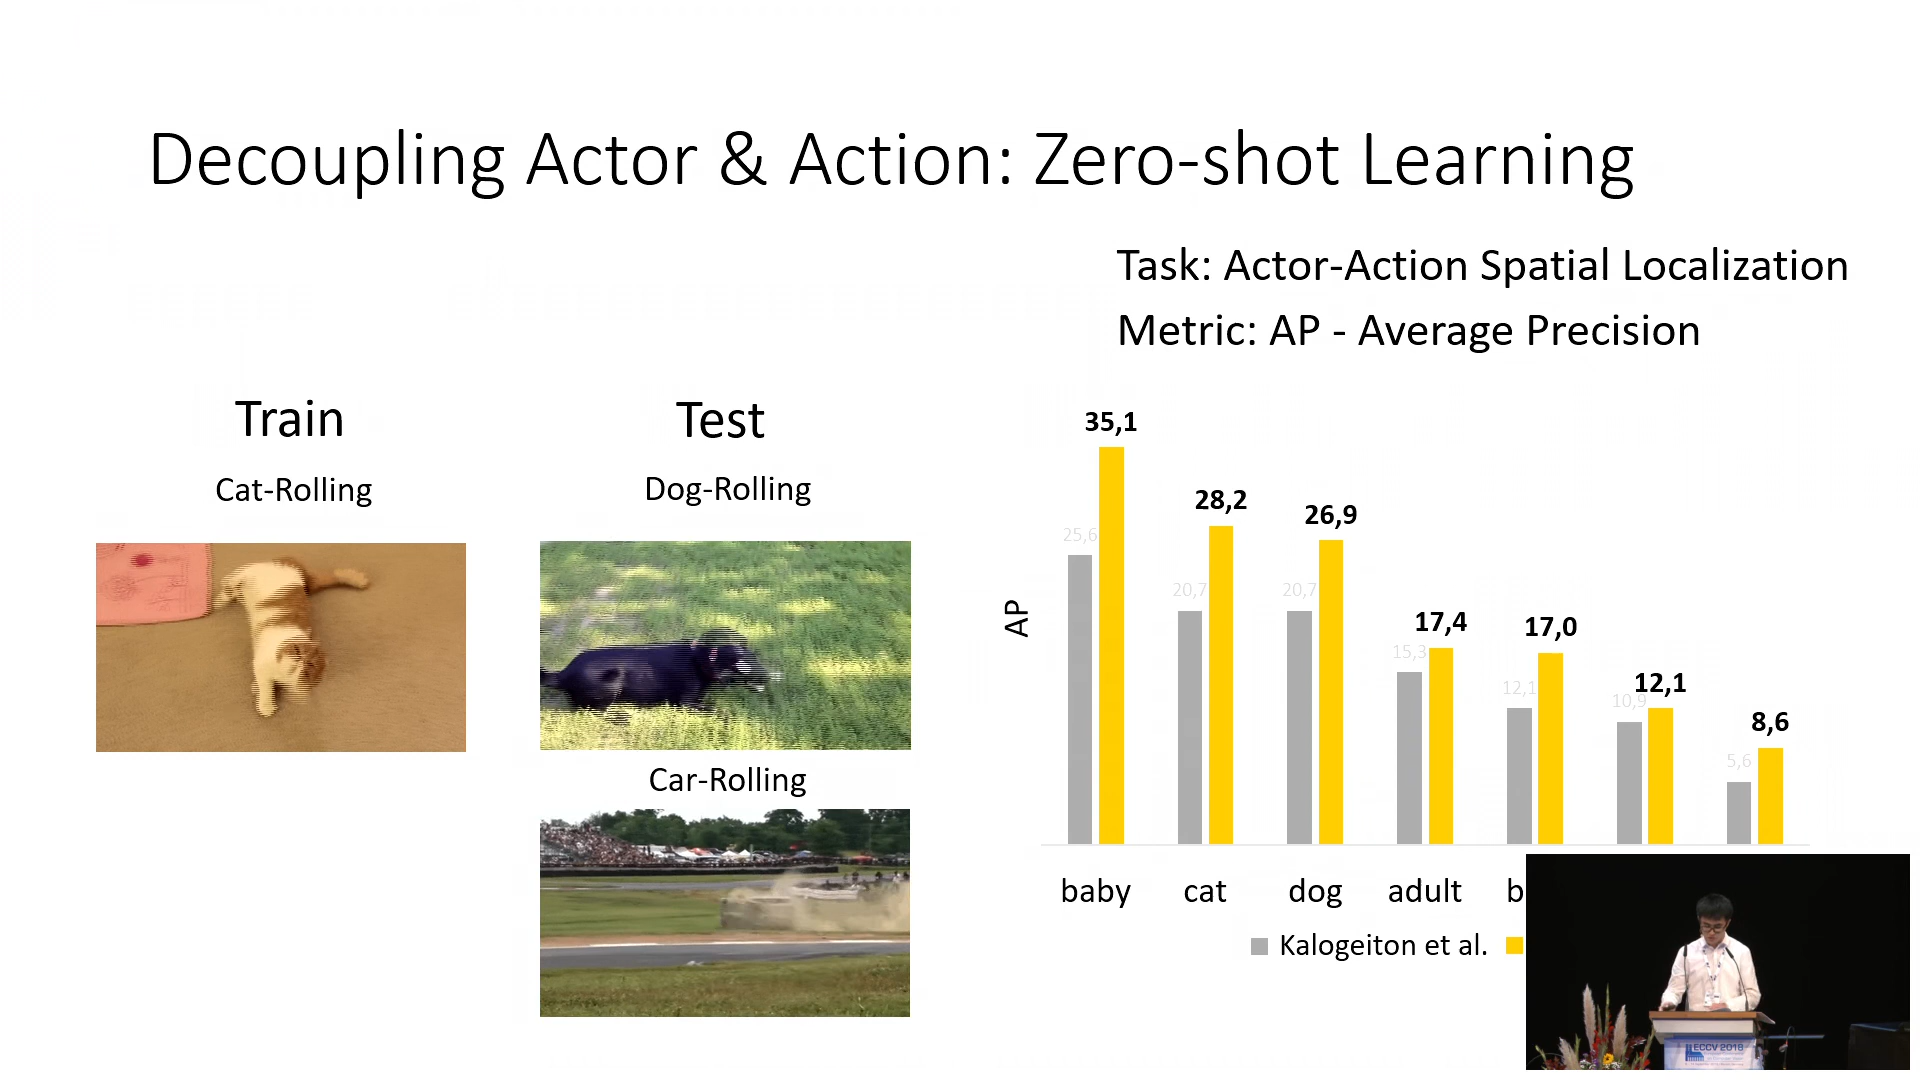 Decoupling Actor & Action: Zero-shot Learning
Task: Actor-Action Spatial Localization
Metric: AP - Average Precision
Train
Test
Cat-Rolling
Dog-Rolling
Car-Rolling
AP
35,1
28,2
26,9
17,4
17,0
12,1
8,6
25,6
20,7
20,7
15,3
12,1
10,9
5,6
baby
cat
dog
adult
b
Kalogeiton et al.
ECCV 2018